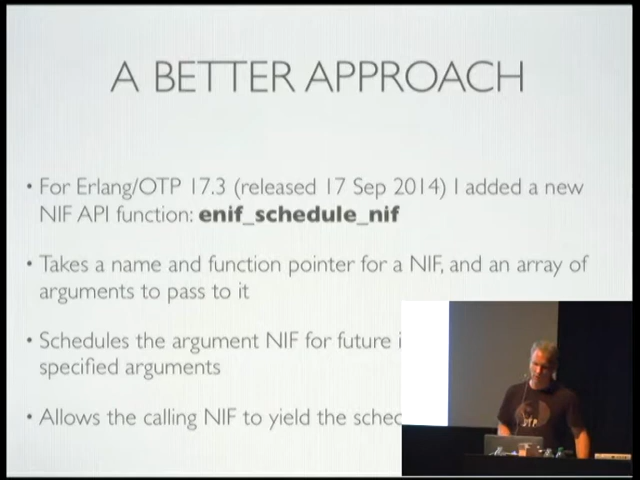 A BETTER APPROACH
• For Erlang/OTP 17.3 (released 17 Sep 2014) I added a new
NIF API function: enif_schedule_nif
• Takes a name and function pointer for a NIF, and an array of
arguments to pass to it
• Schedules the argument NIF for future
specified arguments
• Allows the calling NIF to yield the